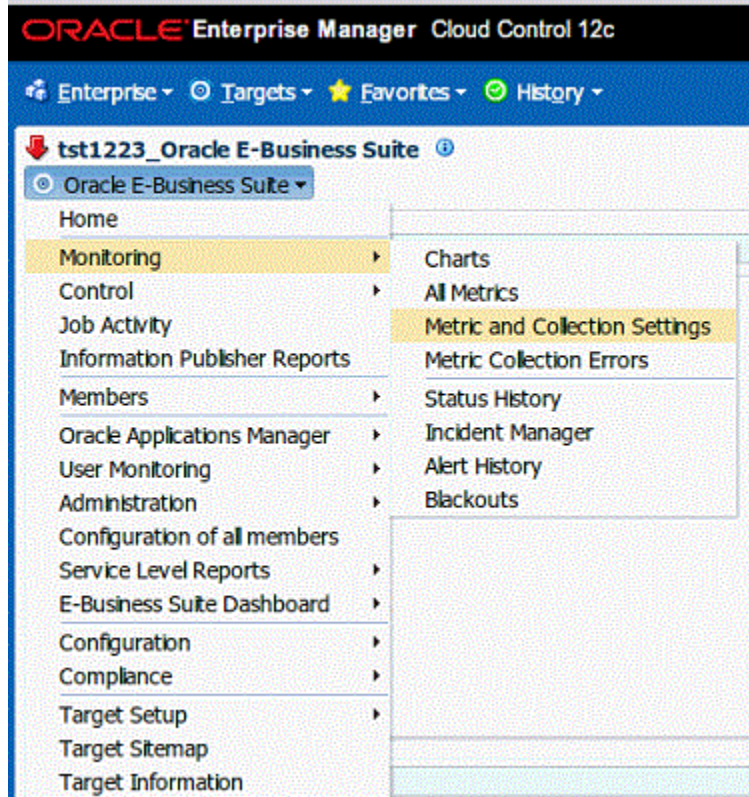 ORACLE Enterprise Manager Cloud Control 12c
Enterprise Targets Favorites History
tst1223_Oracle E-Business Suite
Oracle E-Business Suite
Home
Monitoring
Control
Job Activity
Information Publisher Reports
Members
Oracle Applications Manager
User Monitoring
Administration
Configuration of all members
Service Level Reports
E-Business Suite Dashboard
Configuration
Compliance
Target Setup
Target Sitemap
Target Information
Charts
All Metrics
Metric and Collection Settings
Metric Collection Errors
Status History
Incident Manager
Alert History
Blackouts